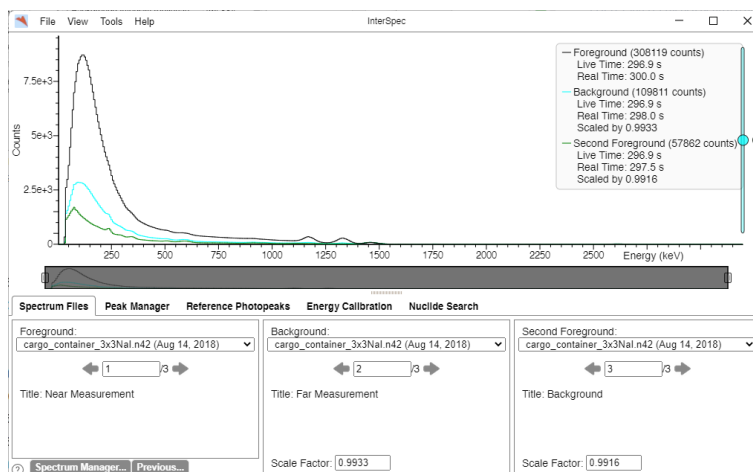 File View Tools Help InterSpec
Foreground (308119 counts)
Live Time: 296.9 s
Real Time: 300.0 s
Background (109811 counts)
Live Time: 296.9 s
Real Time: 298.0 s
Scaled by 0.9933
Second Foreground (57862 counts)
Live Time: 296.9 s
Real Time: 297.5 s
Scaled by 0.9916
Counts
7.5e+3
5e+3
2.5e+3
0
250 500 750 1000 1250 1500 1750 2000 2250 2500 Energy (keV)
Spectrum Files Peak Manager Reference Photopeaks Energy Calibration Nuclide Search
Foreground: Background: Second Foreground:
cargo_container_3x3NaI.n42 (Aug 14, 2018) cargo_container_3x3NaI.n42 (Aug 14, 2018) cargo_container_3x3NaI.n42 (Aug 14, 2018)
1 /3 2 /3 3 /3
Title: Near Measurement Title: Far Measurement Title: Background
? Spectrum Manager... Previous... Scale Factor: 0.9933 Scale Factor: 0.9916